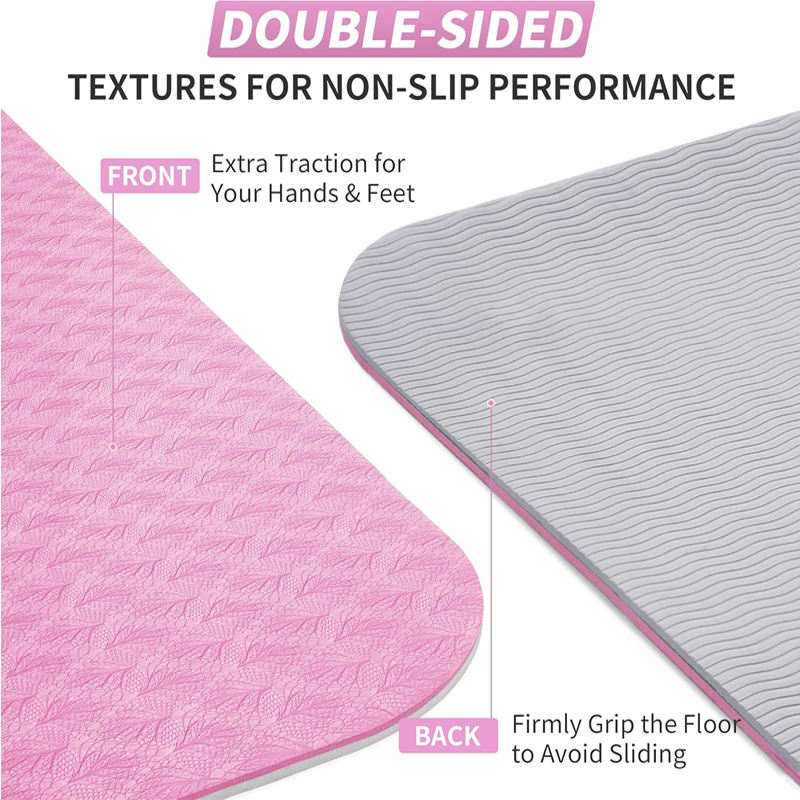 DOUBLE-SIDED
TEXTURES FOR NON-SLIP PERFORMANCE
FRONT
Extra Traction for
Your Hands & Feet
BACK
Firmly Grip the Floor
to Avoid Sliding